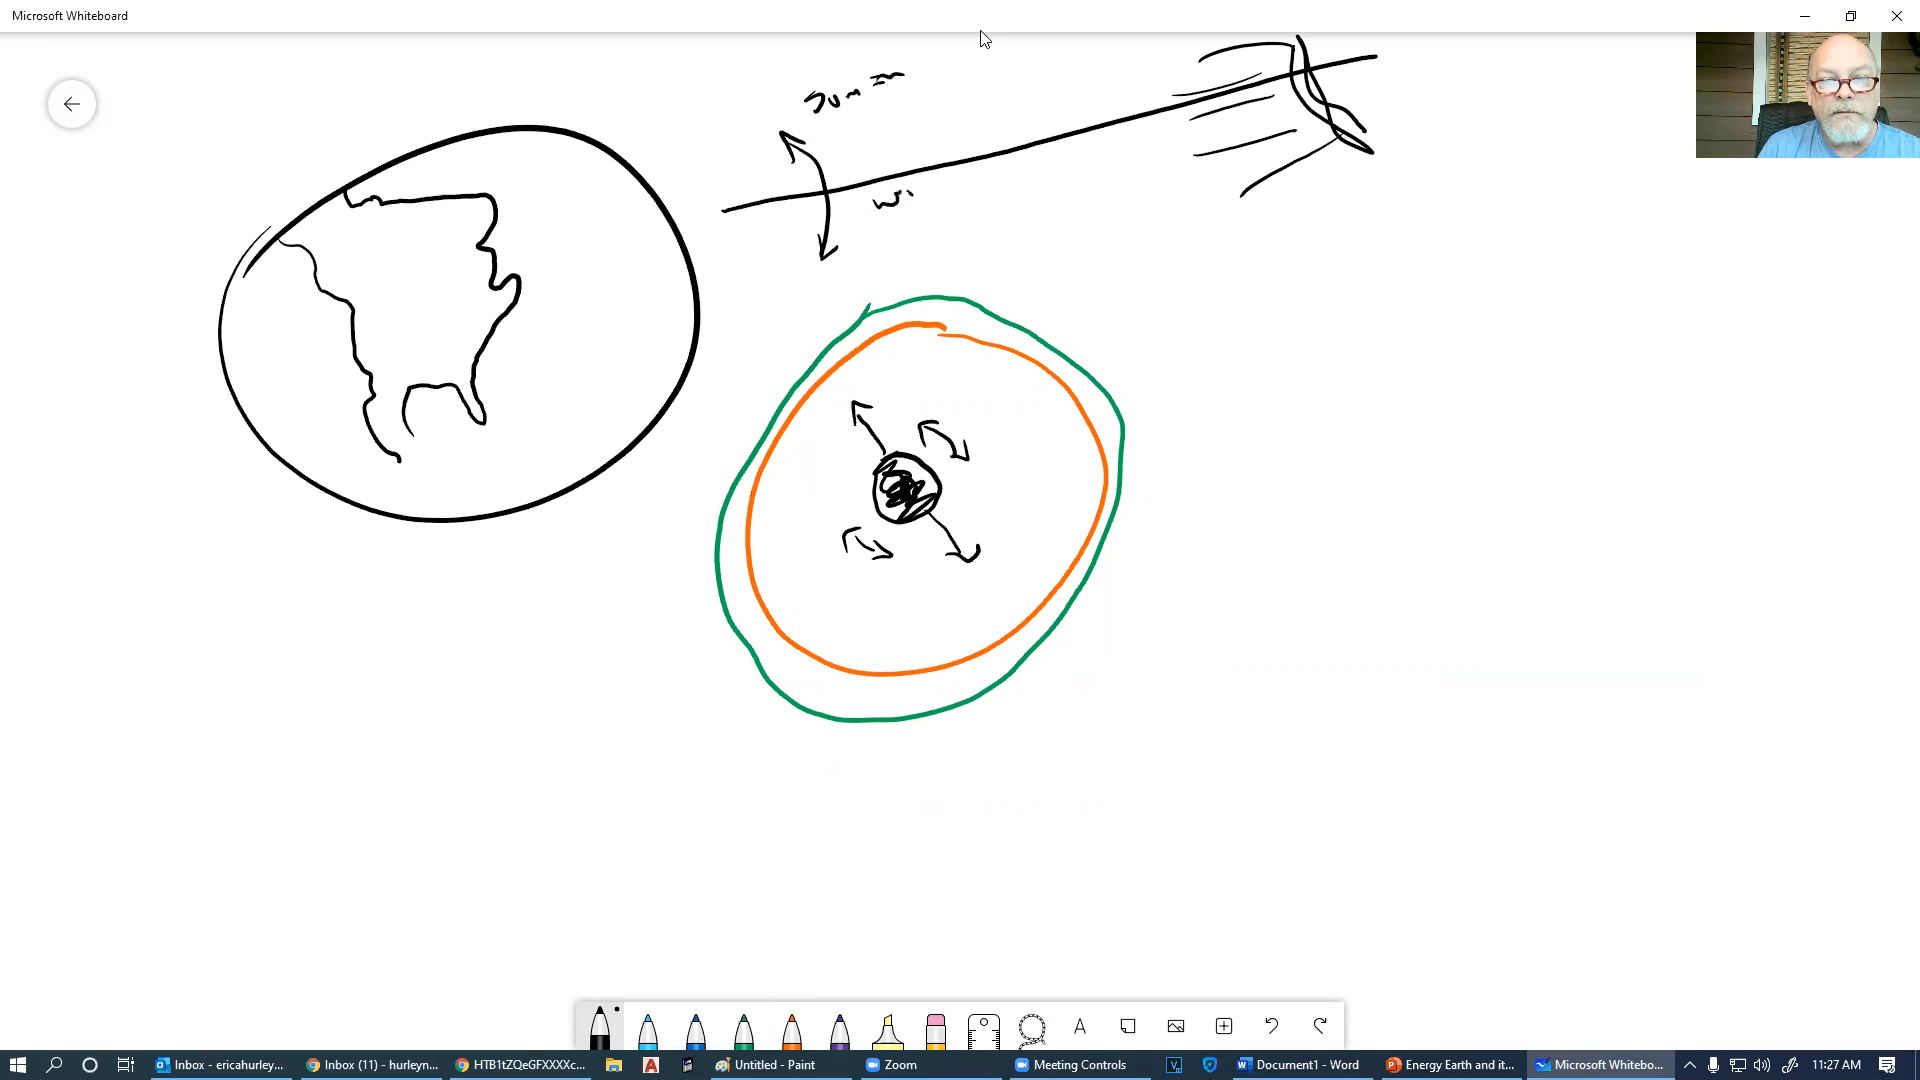 Microsoft Whiteboard
Sum
A
Inbox - ericahurley...
Inbox (11) - hurleyn...
HTB1tZQeGFXXXXc...
Untitled - Paint
Zoom
Meeting Controls
Document1 - Word
Energy Earth and it...
Microsoft Whitebo...
11:27 AM